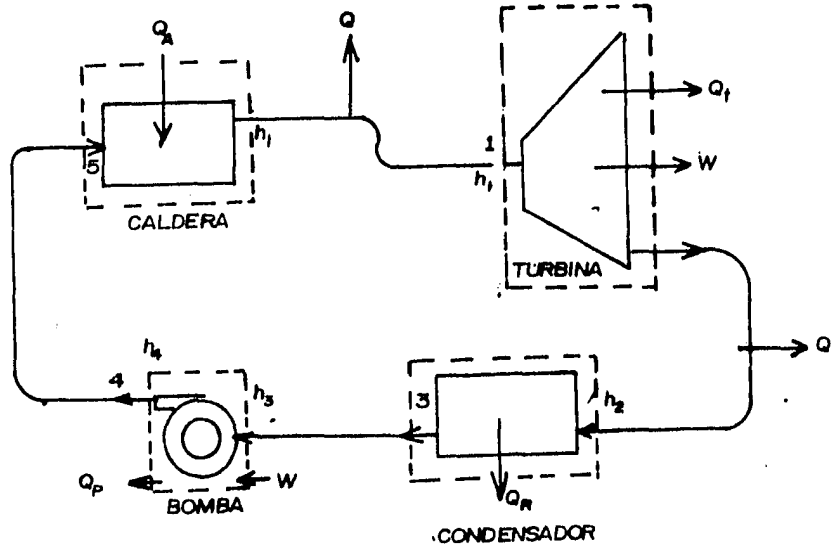 Q_A
Q
h_1
5
CALDERA
1
h_1
Q_t
W
TURBINA
Q
h_4
4
h_3
3
h_2
Q_P
W
BOMBA
Q_R
CONDENSADOR